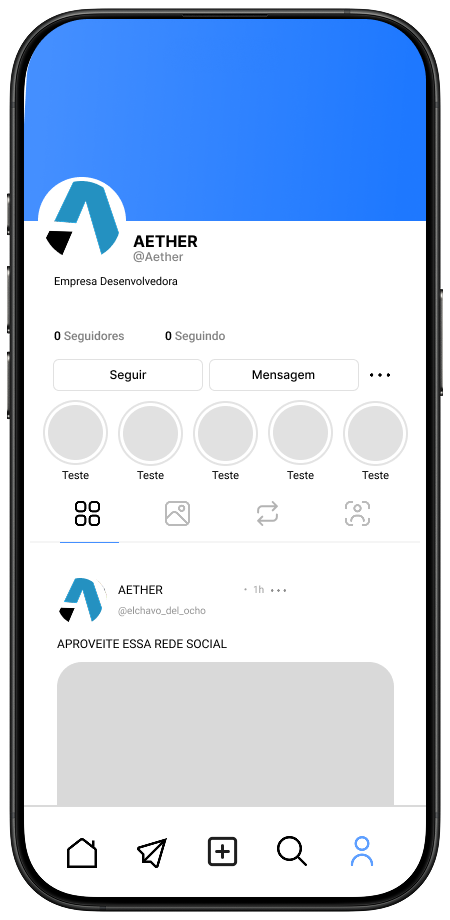 AETHER
@Aether
Empresa Desenvolvedora
0 Seguidores 0 Seguindo
Seguir Mensagem
Teste Teste Teste Teste Teste
AETHER • 1h
@elchavo_del_ocho
APROVEITE ESSA REDE SOCIAL